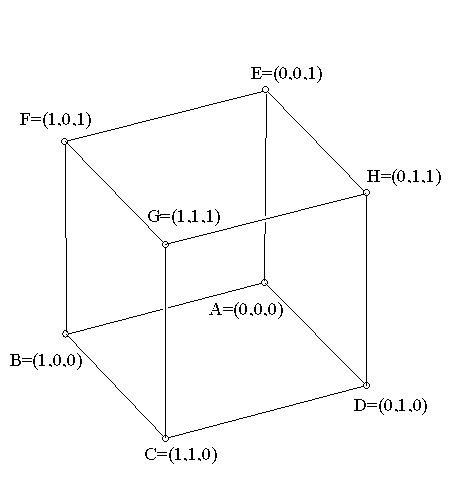 E=(0,0,1)
F=(1,0,1)
H=(0,1,1)
G=(1,1,1)
A=(0,0,0)
B=(1,0,0)
D=(0,1,0)
C=(1,1,0)